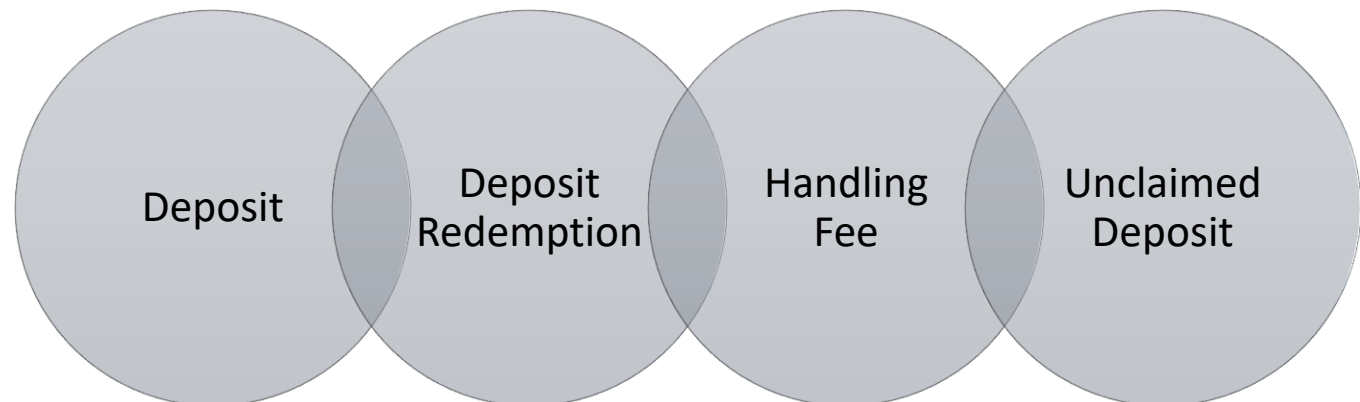 Deposit
Deposit
Redemption
Handling
Fee
Unclaimed
Deposit